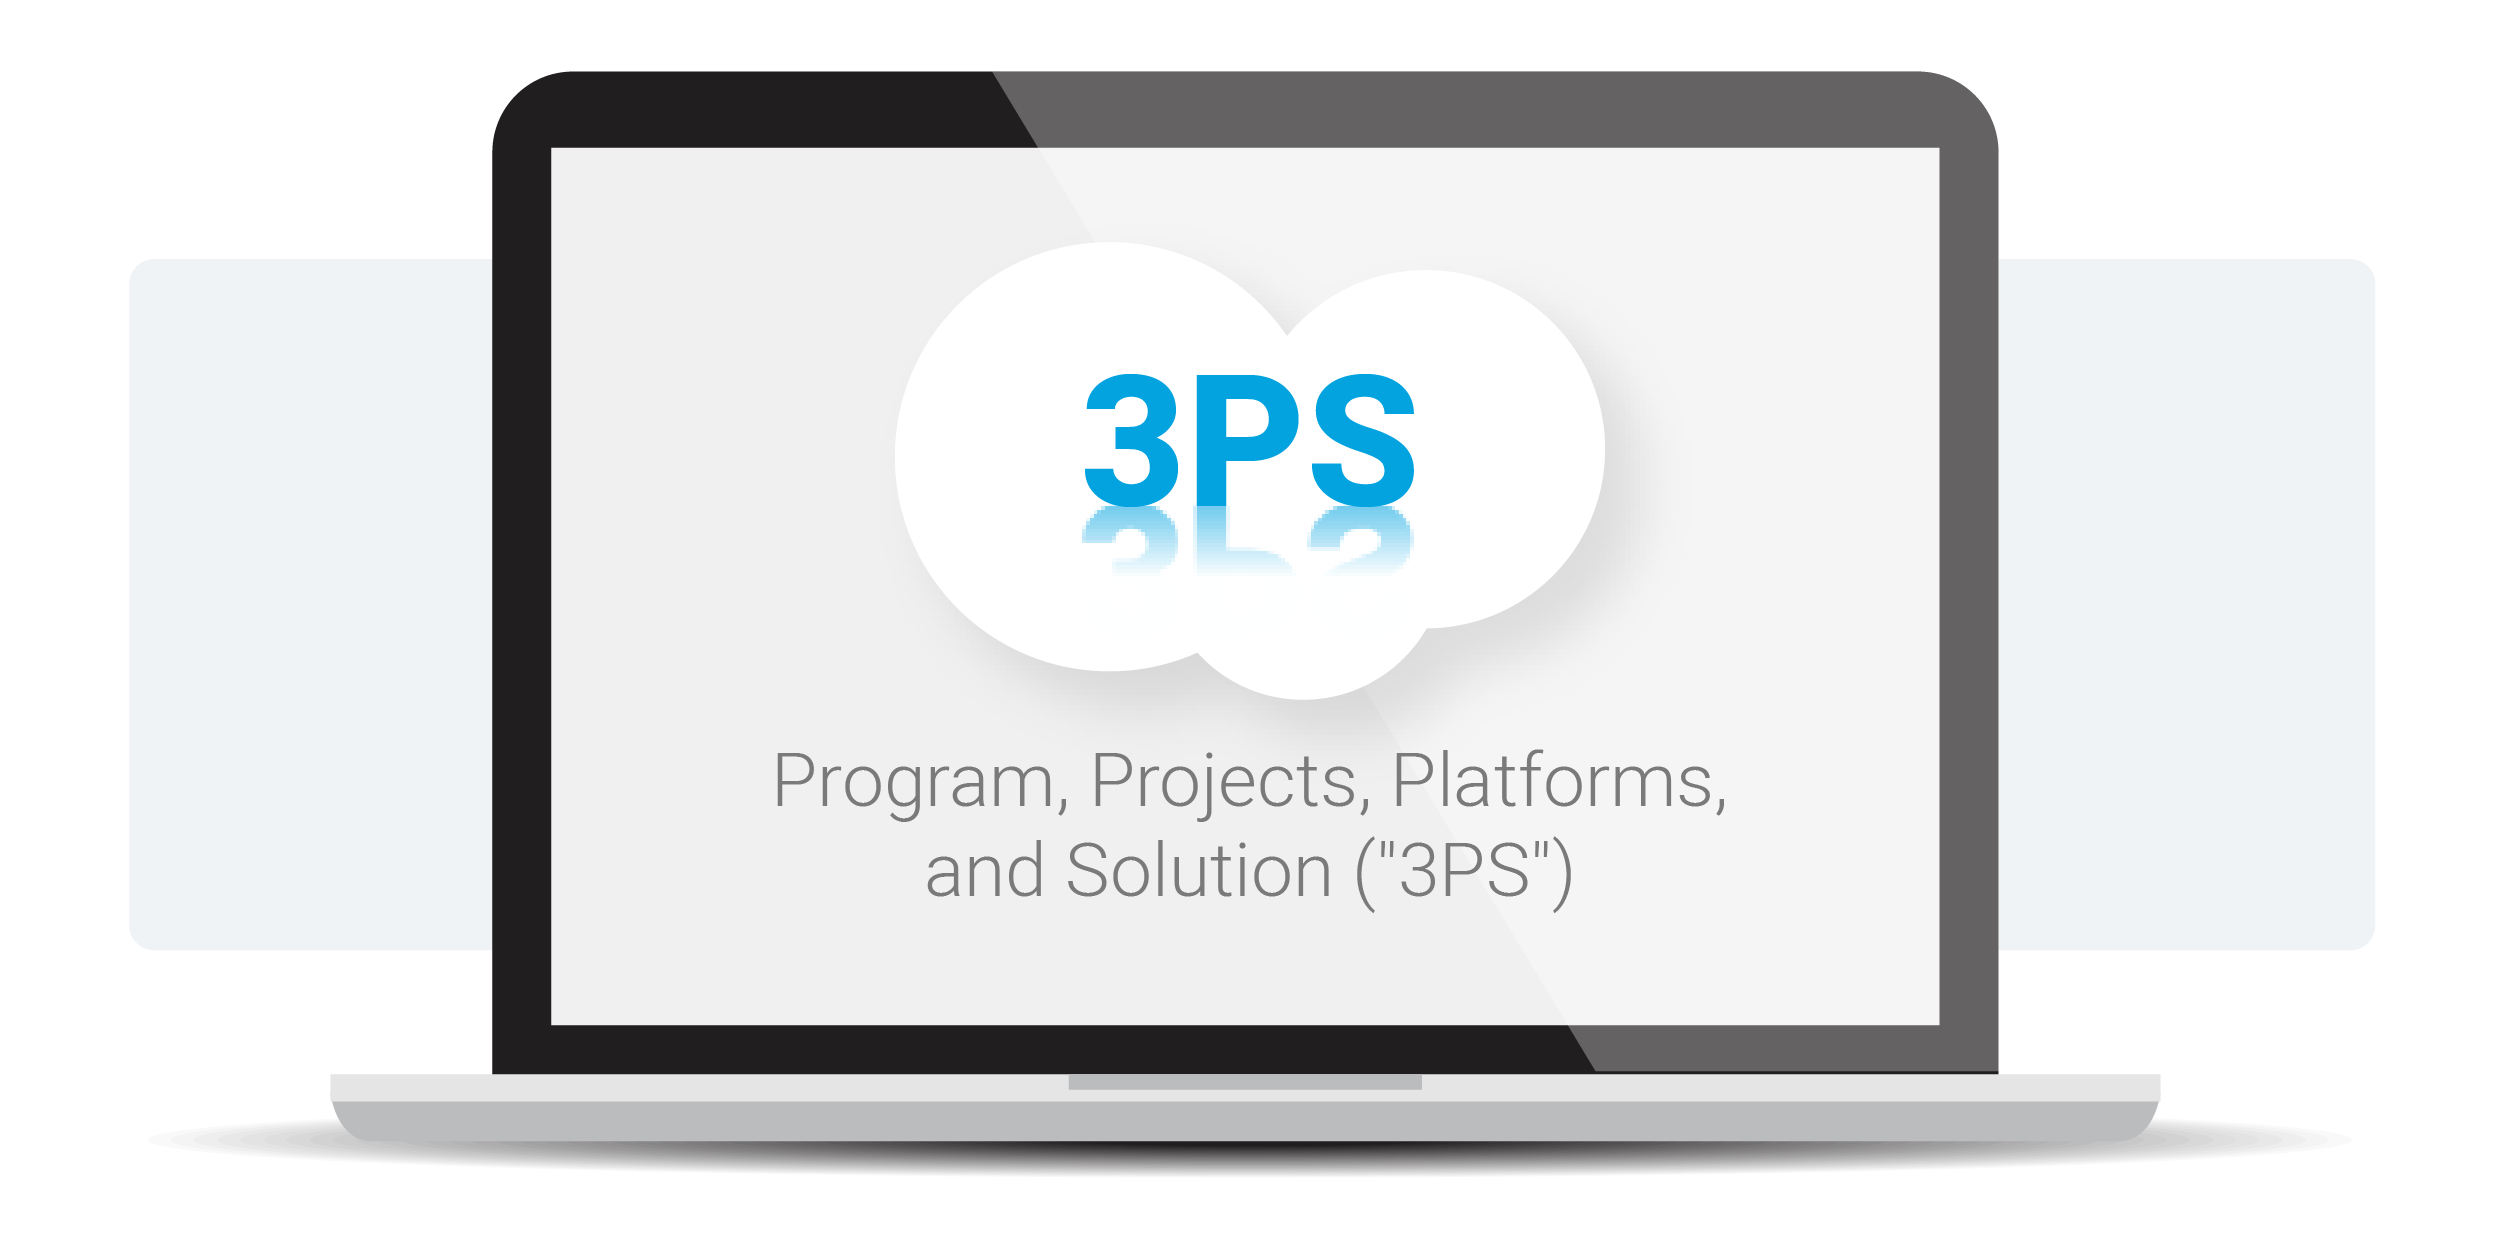 3PS
Program, Projects, Platforms,
and Solution ("3PS")